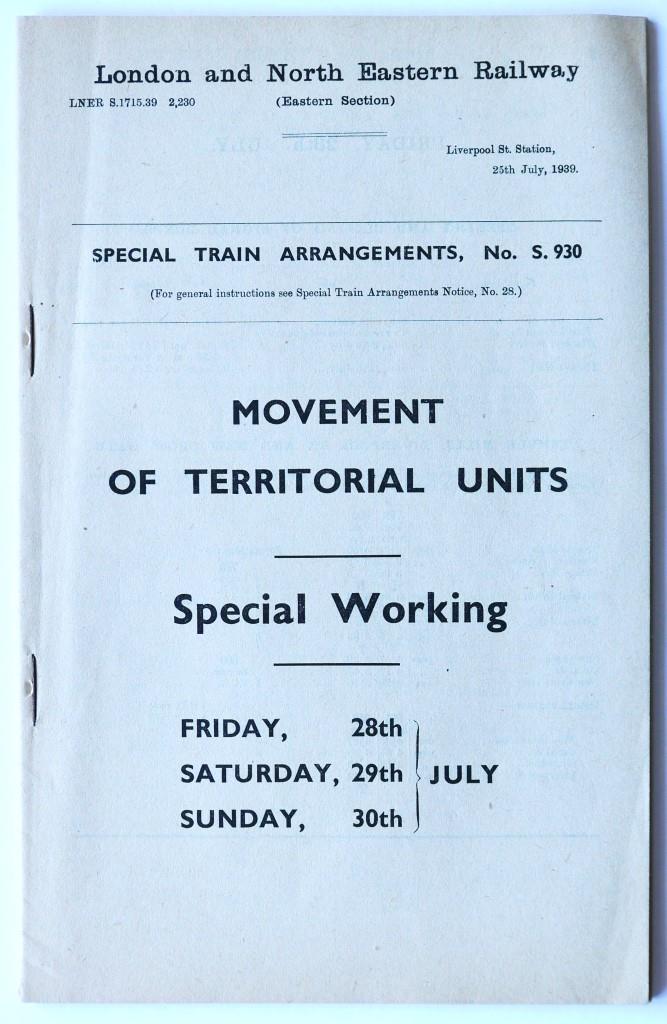 London and North Eastern Railway
LNER S.1715.39 2,230 (Eastern Section)
Liverpool St. Station,
25th July, 1939.
SPECIAL TRAIN ARRANGEMENTS, No. S. 930
(For general instructions see Special Train Arrangements Notice, No. 28.)
MOVEMENT
OF TERRITORIAL UNITS
Special Working
FRIDAY, 28th
SATURDAY, 29th JULY
SUNDAY, 30th